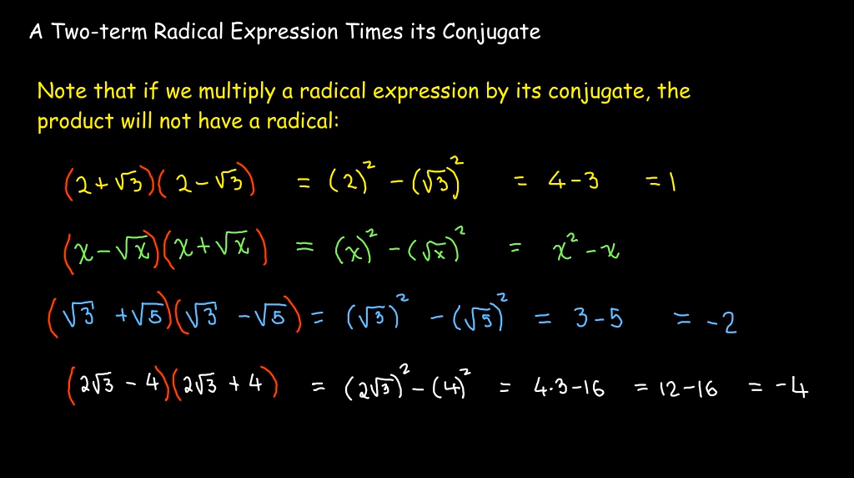 A Two-term Radical Expression Times its Conjugate
Note that if we multiply a radical expression by its conjugate, the
product will not have a radical:
(2 + √3)(2 − √3) = (2)² − (√3)² = 4 − 3 = 1
(x − √x)(x + √x) = (x)² − (√x)² = x² − x
(√3 + √5)(√3 − √5) = (√3)² − (√5)² = 3 − 5 = −2
(2√3 − 4)(2√3 + 4) = (2√3)² − (4)² = 4·3 − 16 = 12 − 16 = −4